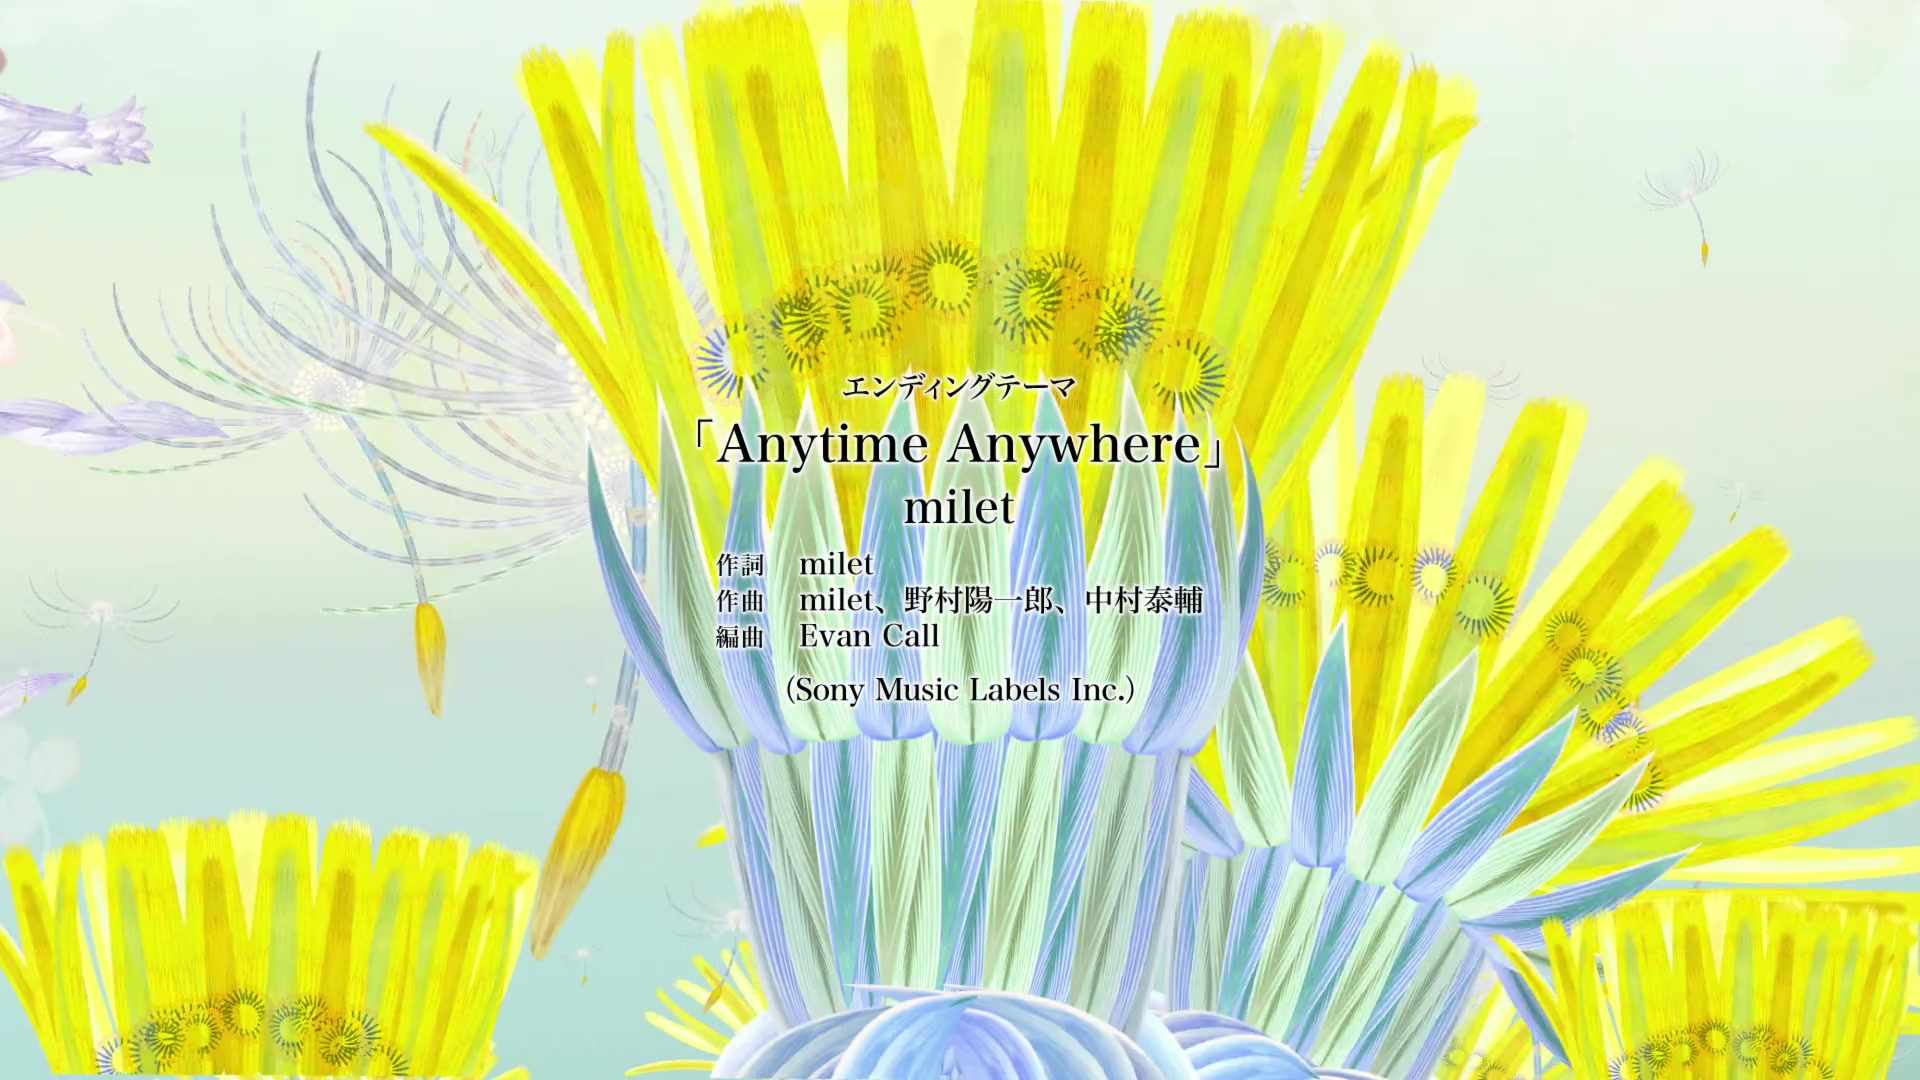 エンディングテーマ
「Anytime Anywhere」
milet
作詞 milet
作曲 milet、野村陽一郎、中村泰輔
編曲 Evan Call
(Sony Music Labels Inc.)